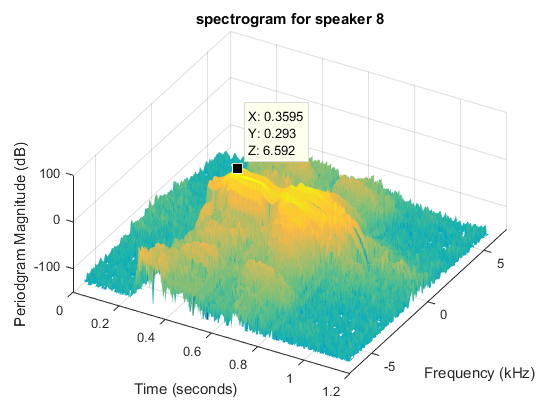 spectrogram for speaker 8
X: 0.3595
Y: 0.293
Z: 6.592
100
0
-100
Periodgram Magnitude (dB)
0
0.2
0.4
0.6
0.8
1
1.2
Time (seconds)
-5
0
5
Frequency (kHz)